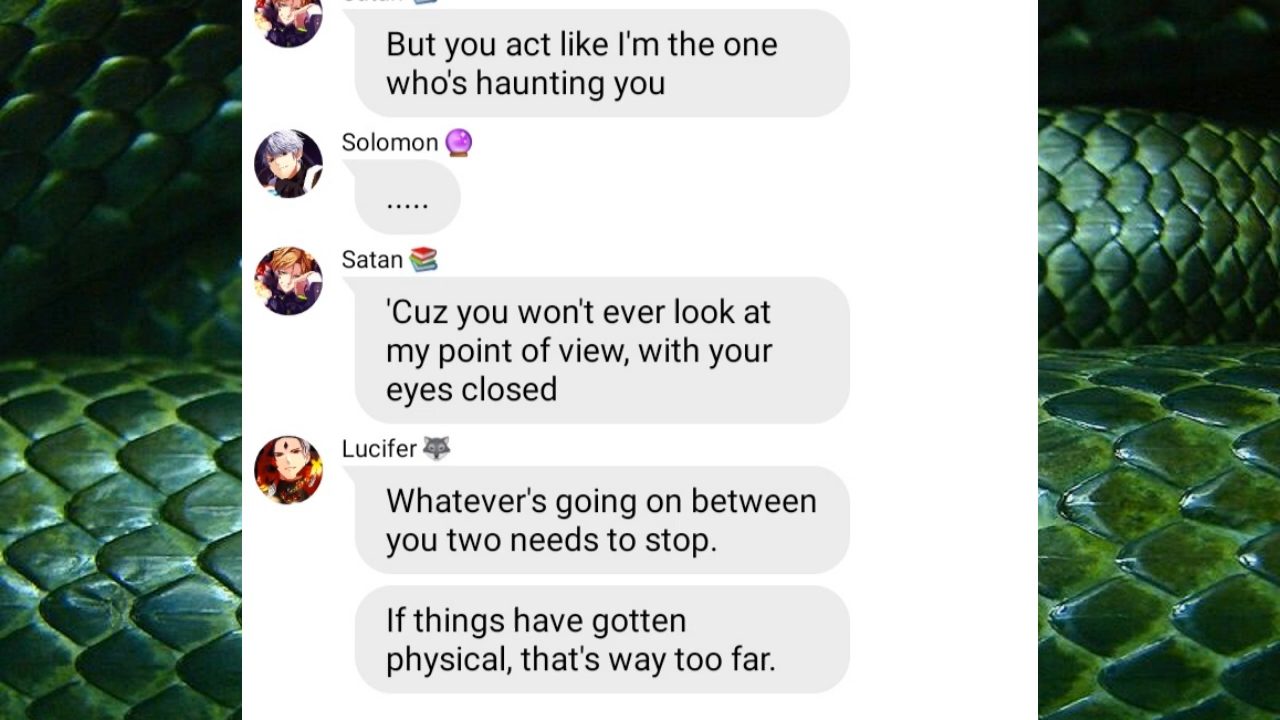 Satan 📚
But you act like I'm the one
who's haunting you
Solomon 🔮
.....
Satan 📚
'Cuz you won't ever look at
my point of view, with your
eyes closed
Lucifer 🐺
Whatever's going on between
you two needs to stop.
If things have gotten
physical, that's way too far.